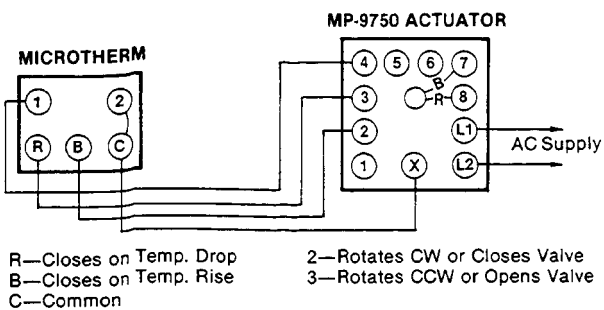 MP-9750 ACTUATOR
MICROTHERM
4 5 6 7
B
R
3 8
1 2
2 L1
AC Supply
R B C
1 X L2
R—Closes on Temp. Drop
B—Closes on Temp. Rise
C—Common
2—Rotates CW or Closes Valve
3—Rotates CCW or Opens Valve